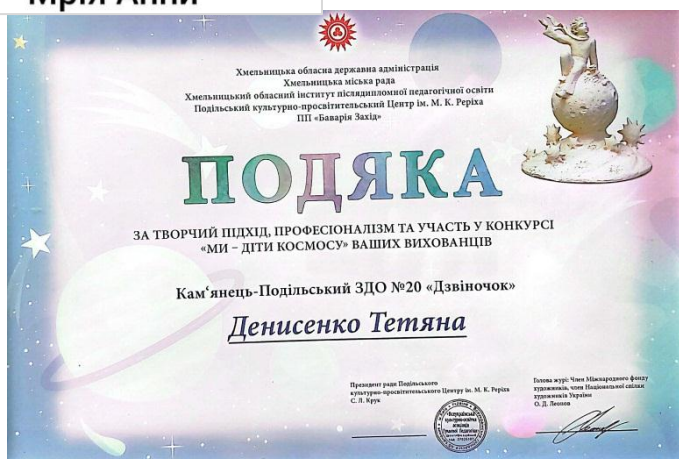 Мрія Анни
Хмельницька обласна державна адміністрація
Хмельницька міська рада
Хмельницький обласний інститут післядипломної педагогічної освіти
Подільський культурно-просвітительський Центр ім. М. К. Реріха
ПП «Баварія Захід»
ПОДЯКА
ЗА ТВОРЧИЙ ПІДХІД, ПРОФЕСІОНАЛІЗМ ТА УЧАСТЬ У КОНКУРСІ
«МИ – ДІТИ КОСМОСУ» ВАШИХ ВИХОВАНЦІВ
Кам'янець-Подільський ЗДО №20 «Дзвіночок»
Денисенко Тетяна
Президент ради Подільського
культурно-просвітительського Центру ім. М. К. Реріха
С. Л. Крук
Голова журі: Член Міжнародного фонду
художників, член Національної спілки
художників України
О. Д. Леонов